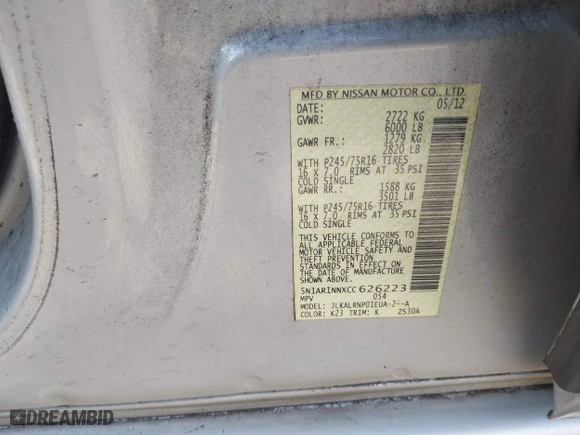 MFD BY NISSAN MOTOR CO., LTD.
DATE: 05/12
GVWR: 2722 KG
6000 LB
GAWR FR.: 1279 KG
2820 LB
WITH P245/75R16 TIRES
16 X 7.0 RIMS AT 35 PSI
COLD SINGLE
GAWR RR.: 1588 KG
3501 LB
WITH P245/75R16 TIRES
16 X 7.0 RIMS AT 35 PSI
COLD SINGLE
THIS VEHICLE CONFORMS TO
ALL APPLICABLE FEDERAL
MOTOR VEHICLE SAFETY AND
THEFT PREVENTION
STANDARDS IN EFFECT ON
THE DATE OF MANUFACTURE
SHOWN ABOVE.
5N1AR1NNXCC626223
MPV 054
MODEL: JLKALRNP01EUA-2--A
COLOR: K23 TRIM: K ZS30A
DREAMBID